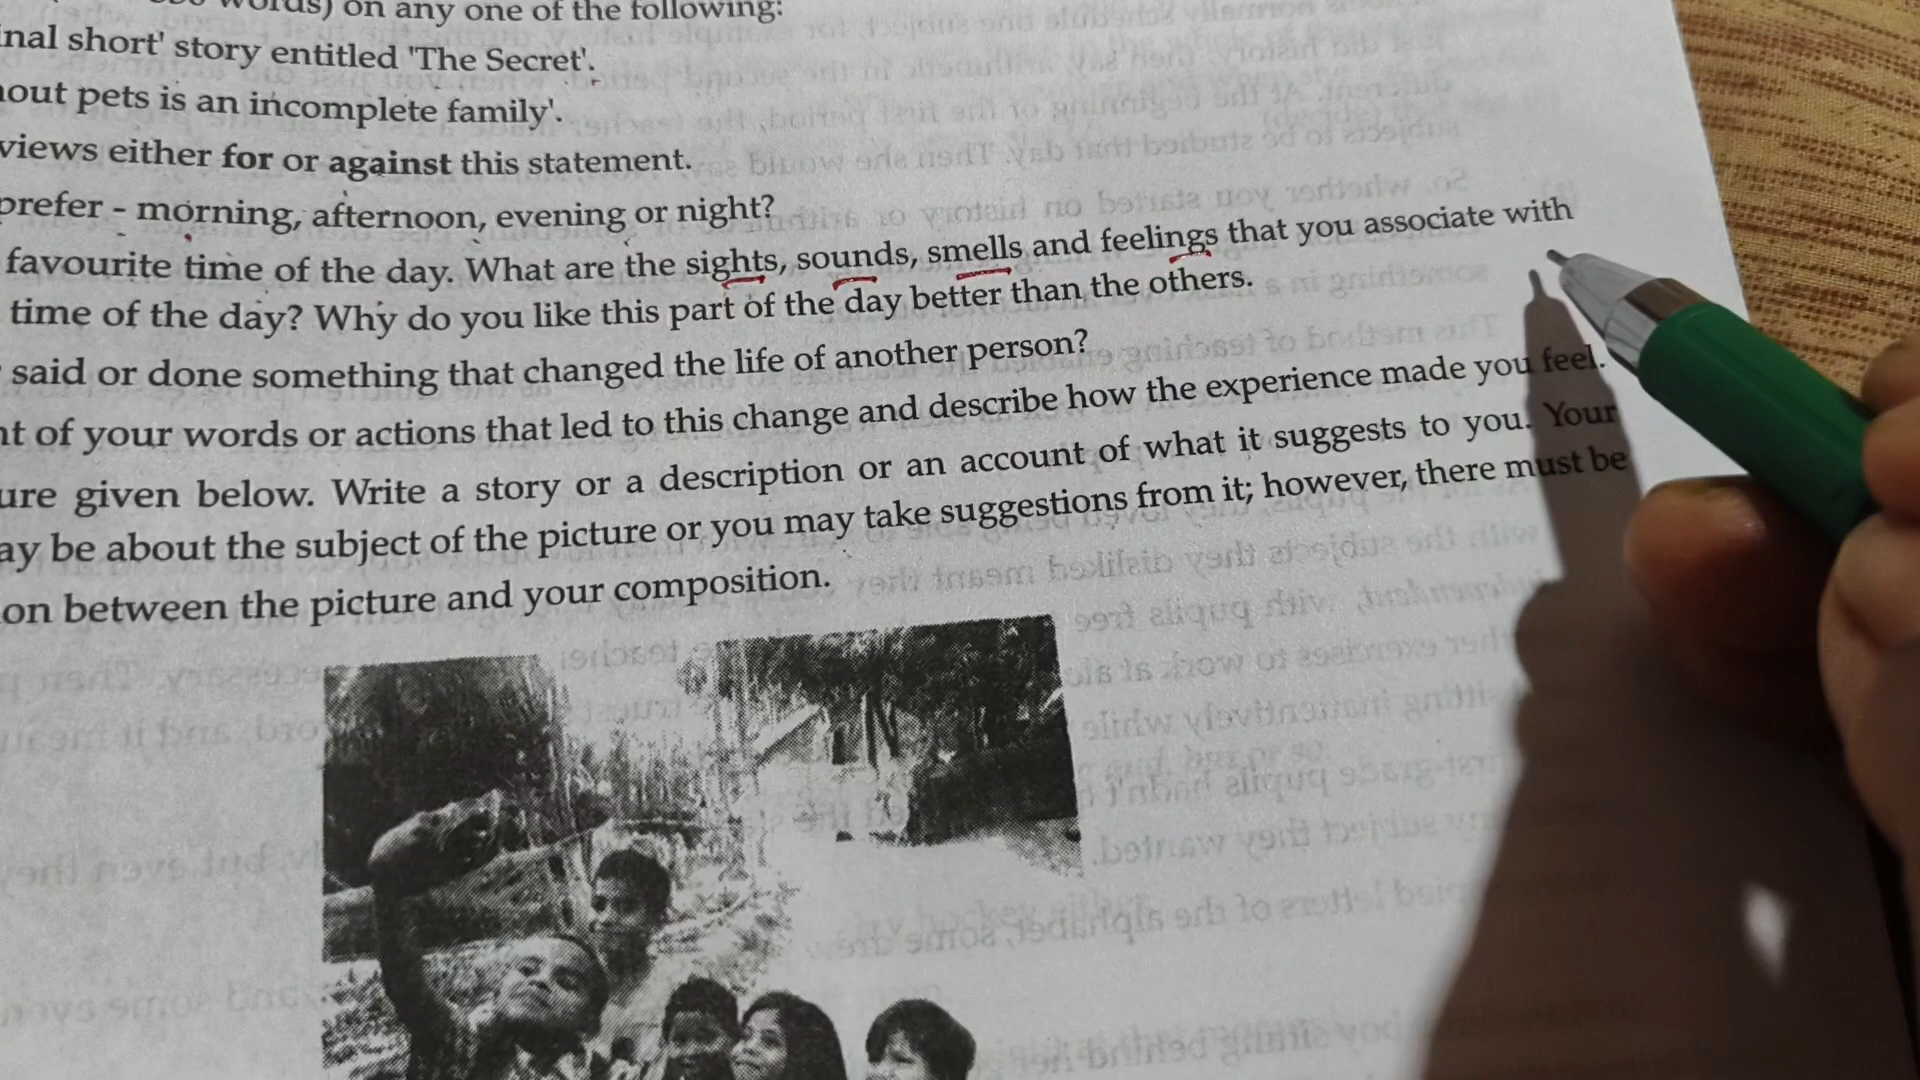 words) on any one of the following:
inal short' story entitled 'The Secret'.
hout pets is an incomplete family'.
views either for or against this statement.
prefer - morning, afternoon, evening or night?
favourite time of the day. What are the sights, sounds, smells and feelings that you associate with
time of the day? Why do you like this part of the day better than the others.
said or done something that changed the life of another person?
nt of your words or actions that led to this change and describe how the experience made you feel.
ure given below. Write a story or a description or an account of what it suggests to you. Your
ay be about the subject of the picture or you may take suggestions from it; however, there must be
on between the picture and your composition.